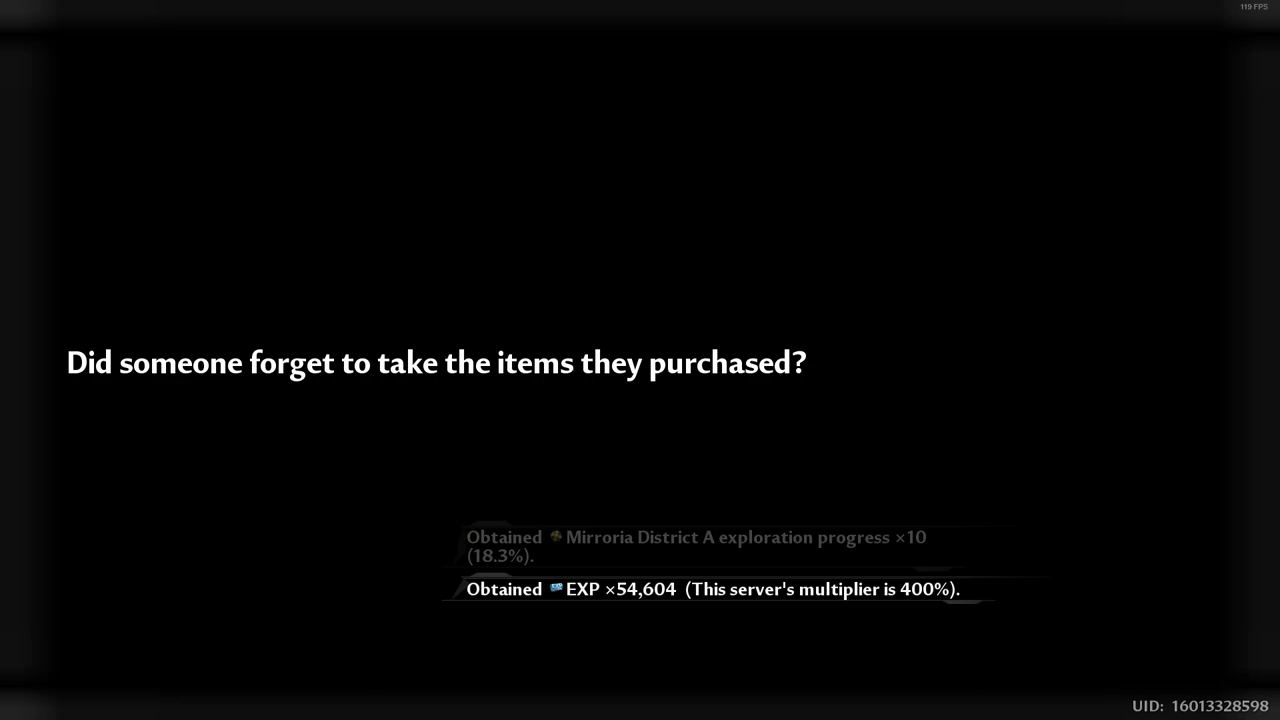 119 FPS
Did someone forget to take the items they purchased?
Obtained Mirroria District A exploration progress ×10
(18.3%).
Obtained EXP ×54,604 (This server's multiplier is 400%).
UID: 16013328598